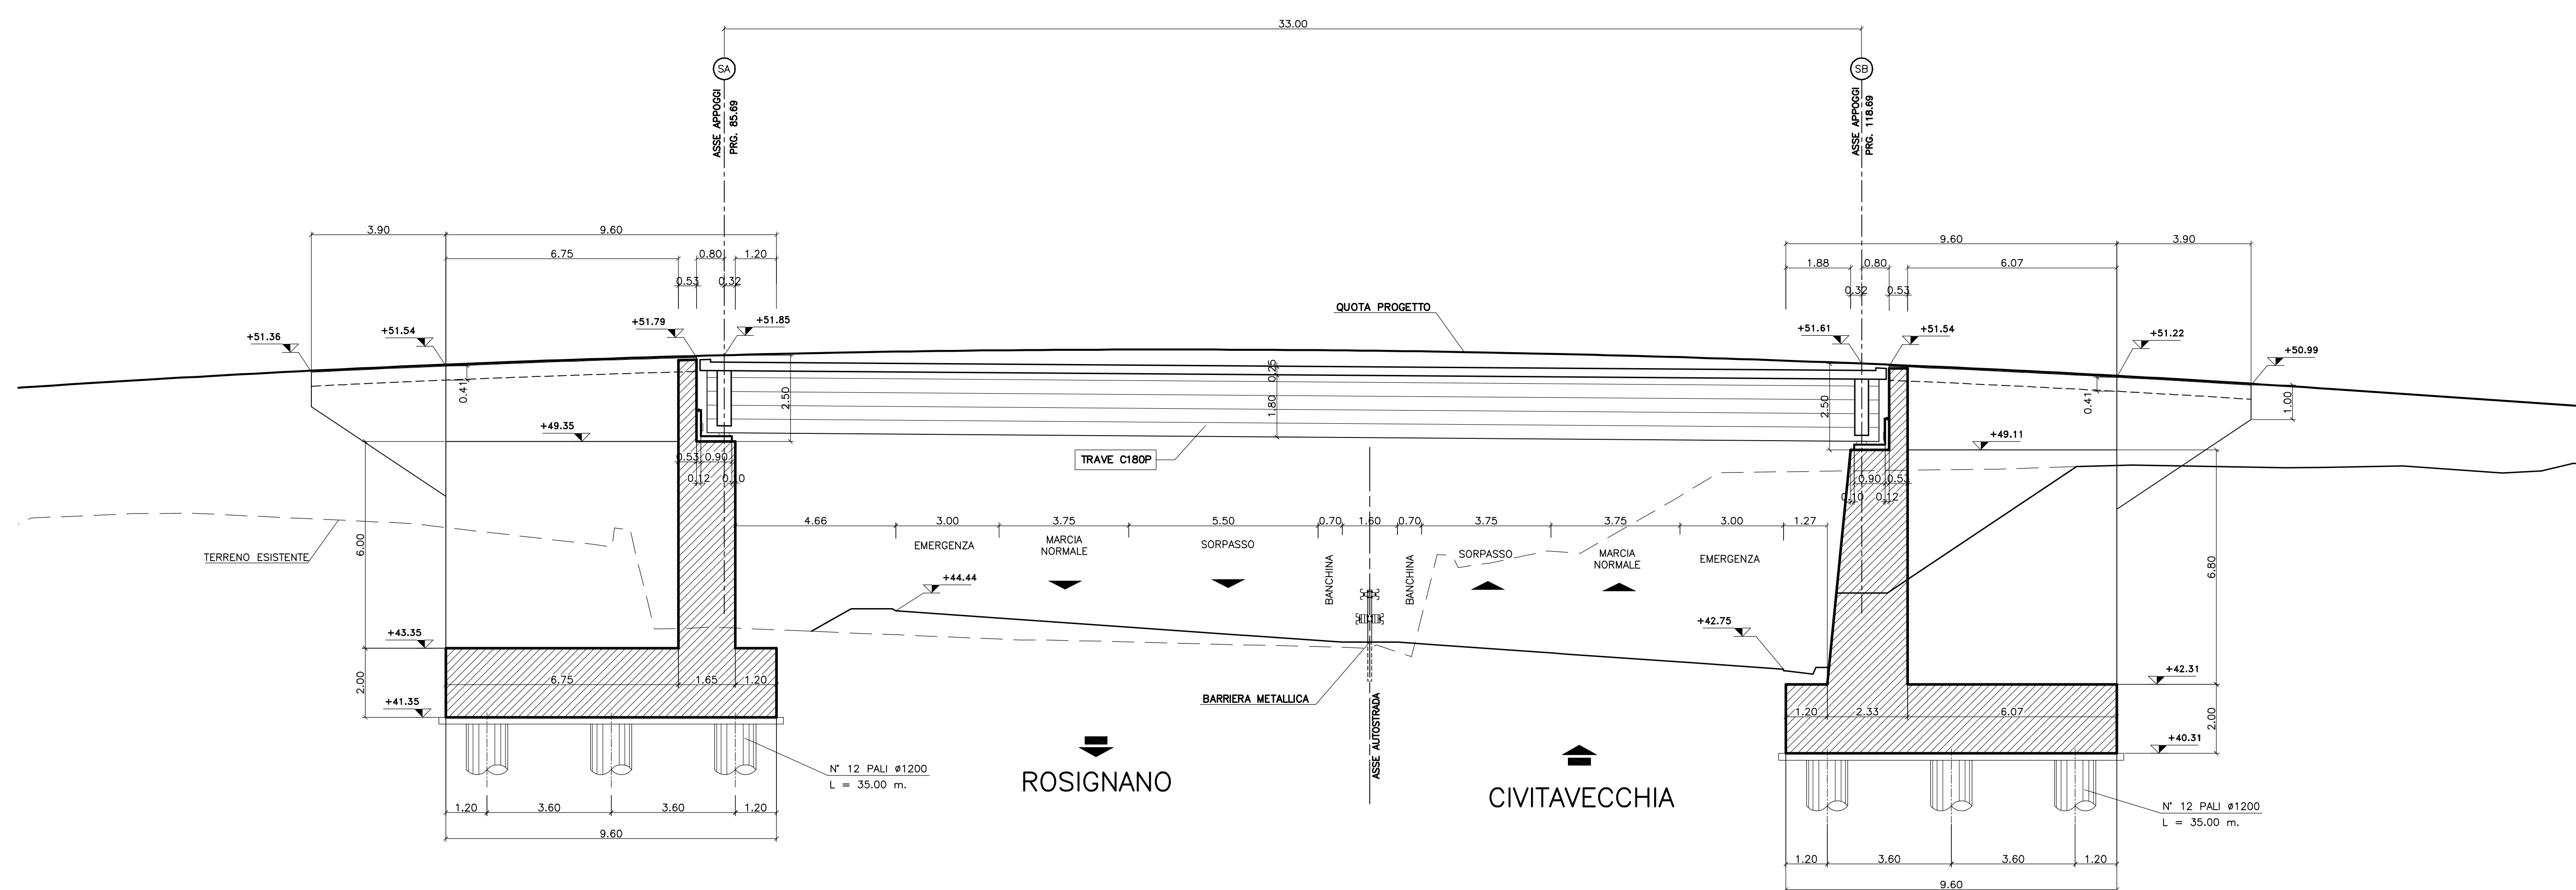 33.00
SA
SB
ASSE APPOGGI
PRG. 85.69
ASSE APPOGGI
PRG. 118.69
3.90
9.60
9.60
3.90
6.75
0.80
1.20
1.88
0.80
6.07
0.53
0.32
0.32
0.53
QUOTA PROGETTO
+51.36
+51.54
+51.79
+51.85
+51.61
+51.54
+51.22
+50.99
0.41
2.50
0.25
1.80
2.50
0.41
1.00
+49.35
+49.11
TRAVE C180P
0.53
0.90
0.12
0.10
0.90
0.53
0.10
0.12
4.66
3.00
3.75
5.50
0.70
1.60
0.70
3.75
3.75
3.00
1.27
EMERGENZA
MARCIA
NORMALE
SORPASSO
BANCHINA
BANCHINA
SORPASSO
MARCIA
NORMALE
EMERGENZA
TERRENO ESISTENTE
6.00
6.80
+44.44
+42.75
+43.35
+42.31
2.00
6.75
1.65
1.20
+41.35
BARRIERA METALLICA
ASSE AUTOSTRADA
1.20
2.33
6.07
2.00
+40.31
ROSIGNANO
CIVITAVECCHIA
N° 12 PALI ø1200
L = 35.00 m.
N° 12 PALI ø1200
L = 35.00 m.
1.20
3.60
3.60
1.20
9.60
1.20
3.60
3.60
1.20
9.60